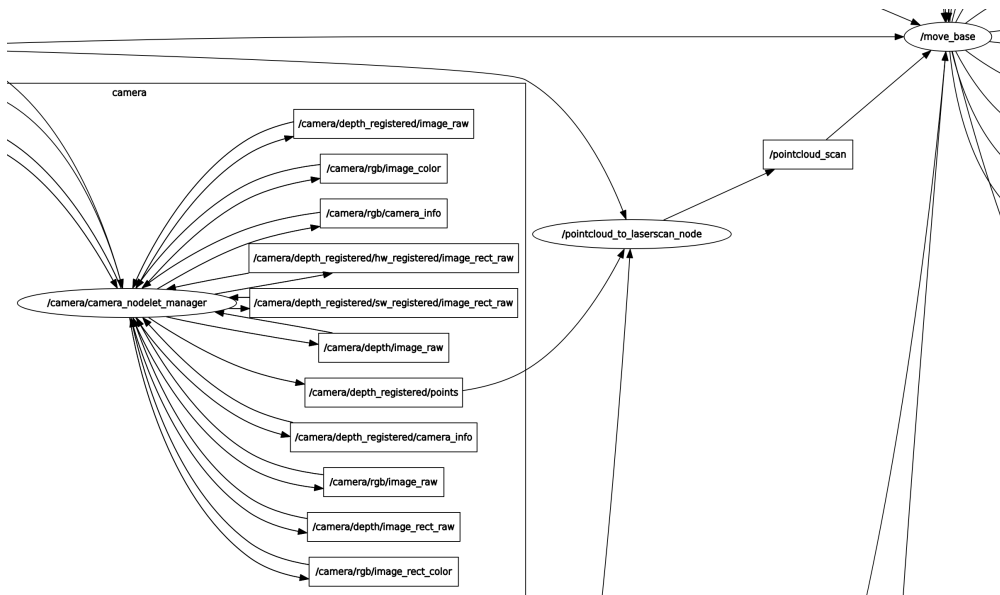 /move_base
camera
/camera/depth_registered/image_raw
/pointcloud_scan
/camera/rgb/image_color
/camera/rgb/camera_info
/pointcloud_to_laserscan_node
/camera/depth_registered/hw_registered/image_rect_raw
/camera/camera_nodelet_manager
/camera/depth_registered/sw_registered/image_rect_raw
/camera/depth/image_raw
/camera/depth_registered/points
/camera/depth_registered/camera_info
/camera/rgb/image_raw
/camera/depth/image_rect_raw
/camera/rgb/image_rect_color